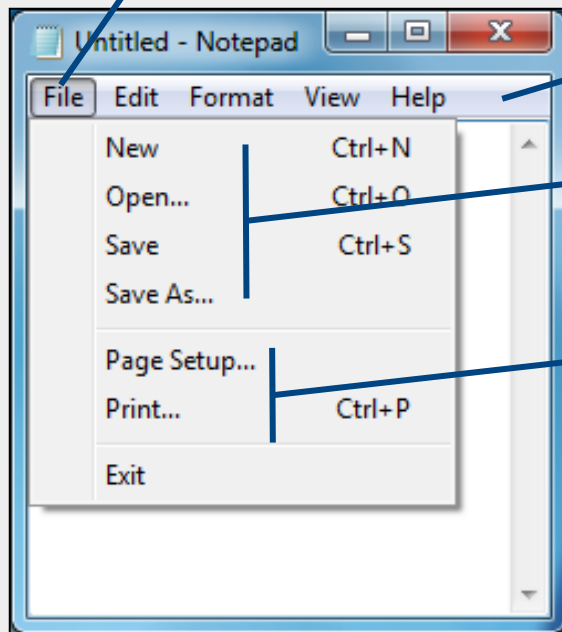 Untitled - Notepad
File Edit Format View Help
New Ctrl+N
Open... Ctrl+O
Save Ctrl+S
Save As...
Page Setup...
Print... Ctrl+P
Exit